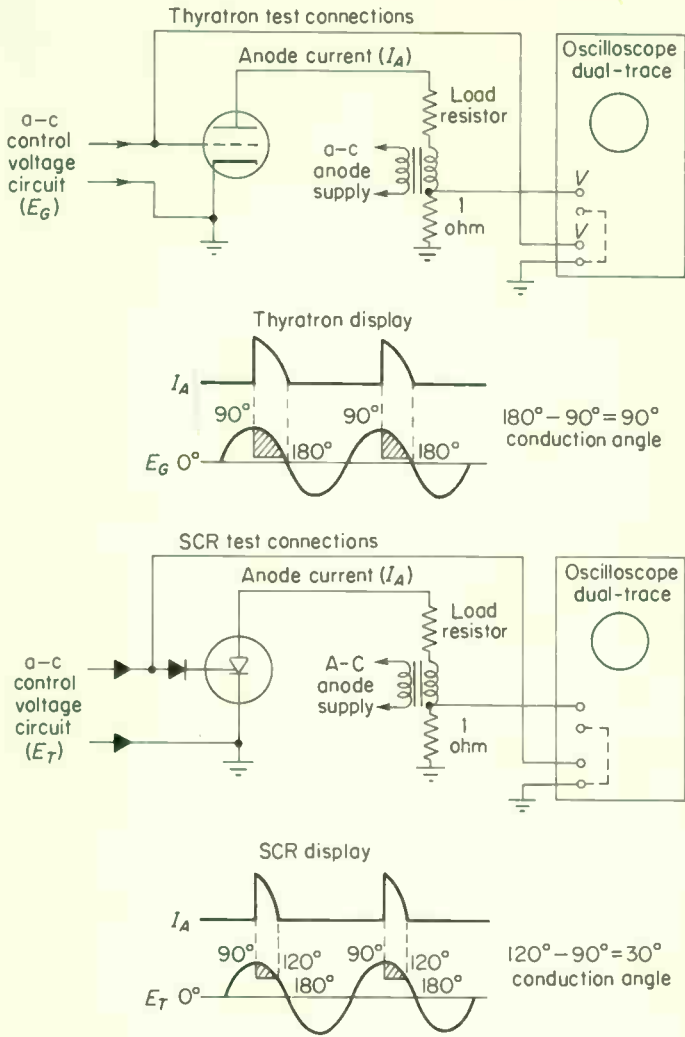 Thyratron test connections
Anode current (I_A)
Oscilloscope
dual-trace
Load
resistor
a-c
control
voltage
circuit
(E_G)
a-c
anode
supply
1
ohm
V
V
Thyratron display
I_A
90°
90°
180°
180°
E_G 0°
180° − 90° = 90°
conduction angle
SCR test connections
Anode current (I_A)
Oscilloscope
dual-trace
Load
resistor
a-c
control
voltage
circuit
(E_T)
A-C
anode
supply
1
ohm
SCR display
I_A
90°
120°
90°
120°
180°
180°
E_T 0°
120° − 90° = 30°
conduction angle